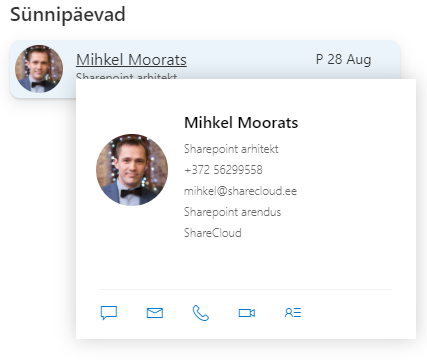 Sünnipäevad
Mihkel Moorats
P 28 Aug
Sharepoint arhitekt
Mihkel Moorats
Sharepoint arhitekt
+372 56299558
mihkel@sharecloud.ee
Sharepoint arendus
ShareCloud